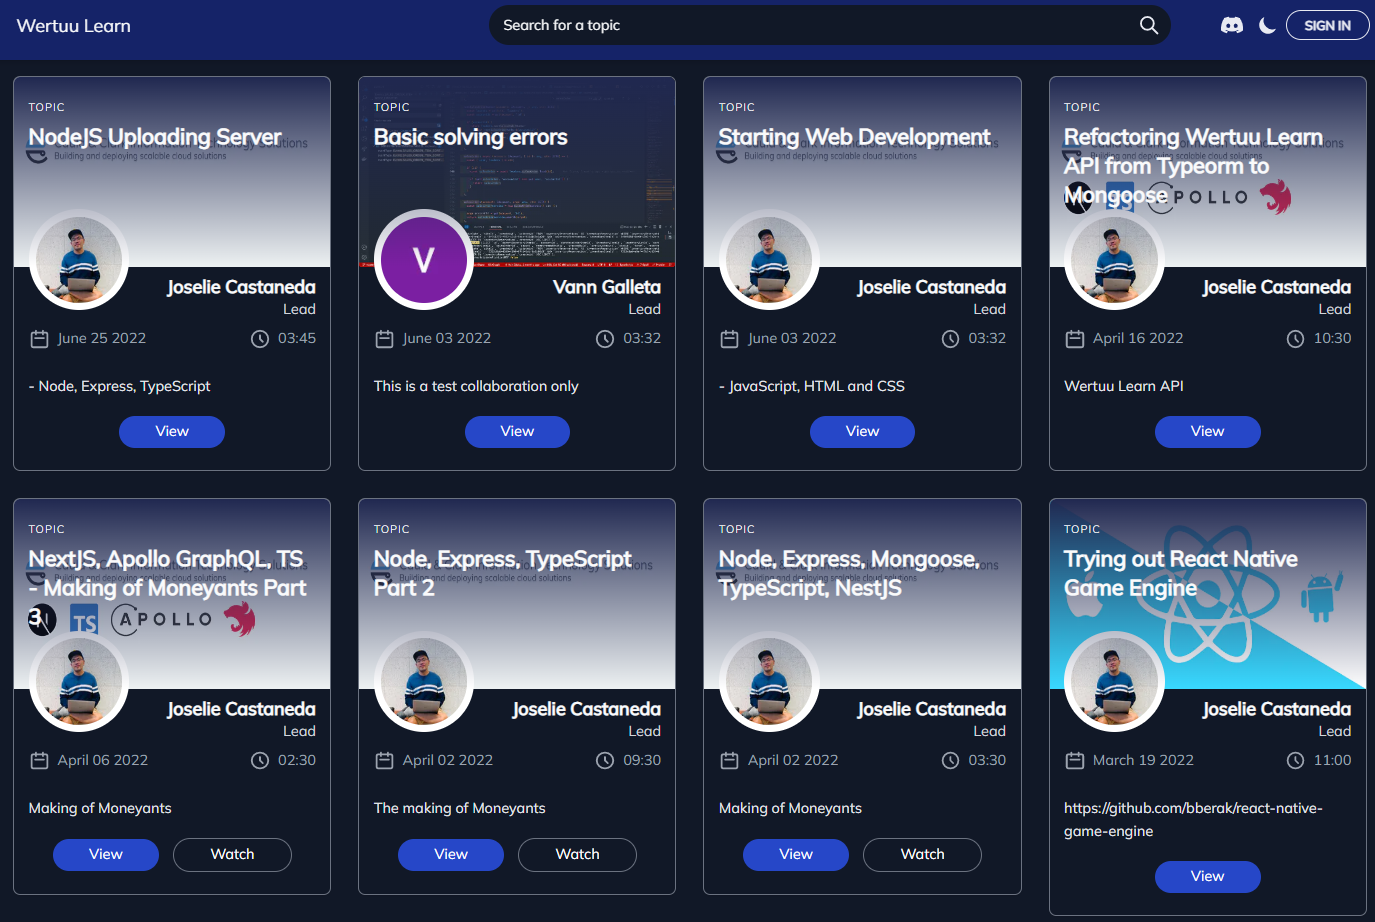 Wertuu Learn
Search for a topic
SIGN IN
TOPIC
NodeJS Uploading Server
Information Technology Solutions
Building and deploying scalable cloud solutions
Joselie Castaneda
Lead
June 25 2022
03:45
- Node, Express, TypeScript
View
TOPIC
Basic solving errors
V
Vann Galleta
Lead
June 03 2022
03:32
This is a test collaboration only
View
TOPIC
Starting Web Development
Building and deploying scalable cloud solutions
Joselie Castaneda
Lead
June 03 2022
03:32
- JavaScript, HTML and CSS
View
TOPIC
Refactoring Wertuu Learn
API from Typeorm to
Mongoose
APOLLO
Joselie Castaneda
Lead
April 16 2022
10:30
Wertuu Learn API
View
TOPIC
NextJS, Apollo GraphQL, TS
- Making of Moneyants Part
3
Building and deploying scalable cloud solutions
TS
APOLLO
Joselie Castaneda
Lead
April 06 2022
02:30
Making of Moneyants
View
Watch
TOPIC
Node, Express, TypeScript
Part 2
Building and deploying scalable cloud solutions
Joselie Castaneda
Lead
April 02 2022
09:30
The making of Moneyants
View
Watch
TOPIC
Node, Express, Mongoose,
TypeScript, NestJS
Building and deploying scalable cloud solutions
Joselie Castaneda
Lead
April 02 2022
03:30
Making of Moneyants
View
Watch
TOPIC
Trying out React Native
Game Engine
Joselie Castaneda
Lead
March 19 2022
11:00
https://github.com/bberak/react-native-
game-engine
View